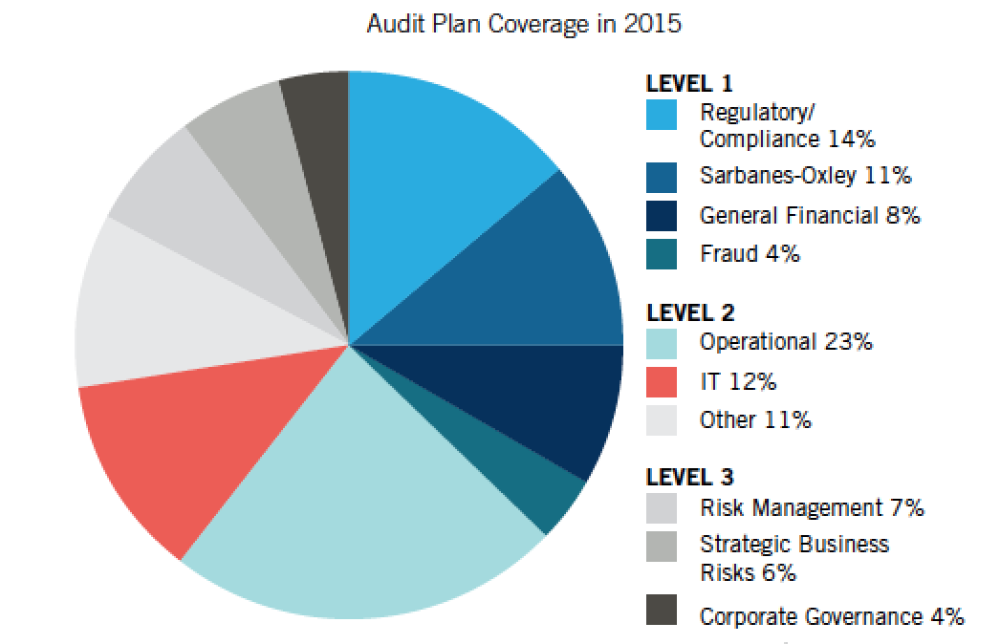 Audit Plan Coverage in 2015
LEVEL 1
Regulatory/
Compliance 14%
Sarbanes-Oxley 11%
General Financial 8%
Fraud 4%
LEVEL 2
Operational 23%
IT 12%
Other 11%
LEVEL 3
Risk Management 7%
Strategic Business
Risks 6%
Corporate Governance 4%